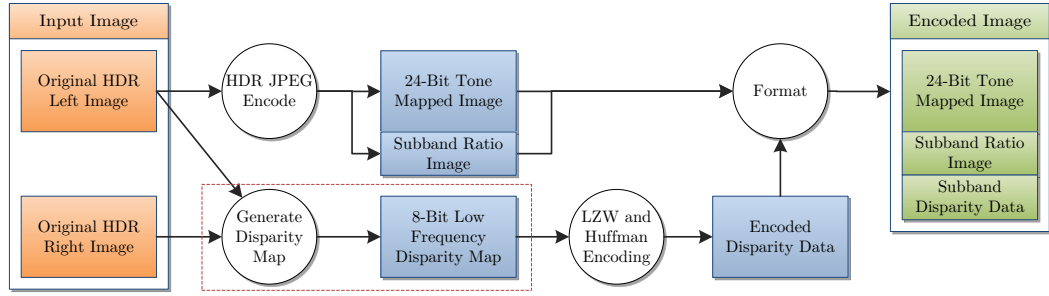 Input Image
Original HDR
Left Image
Original HDR
Right Image
HDR JPEG
Encode
24-Bit Tone
Mapped Image
Subband Ratio
Image
Generate
Disparity
Map
8-Bit Low
Frequency
Disparity Map
LZW and
Huffman
Encoding
Encoded
Disparity Data
Format
Encoded Image
24-Bit Tone
Mapped Image
Subband Ratio
Image
Subband
Disparity Data